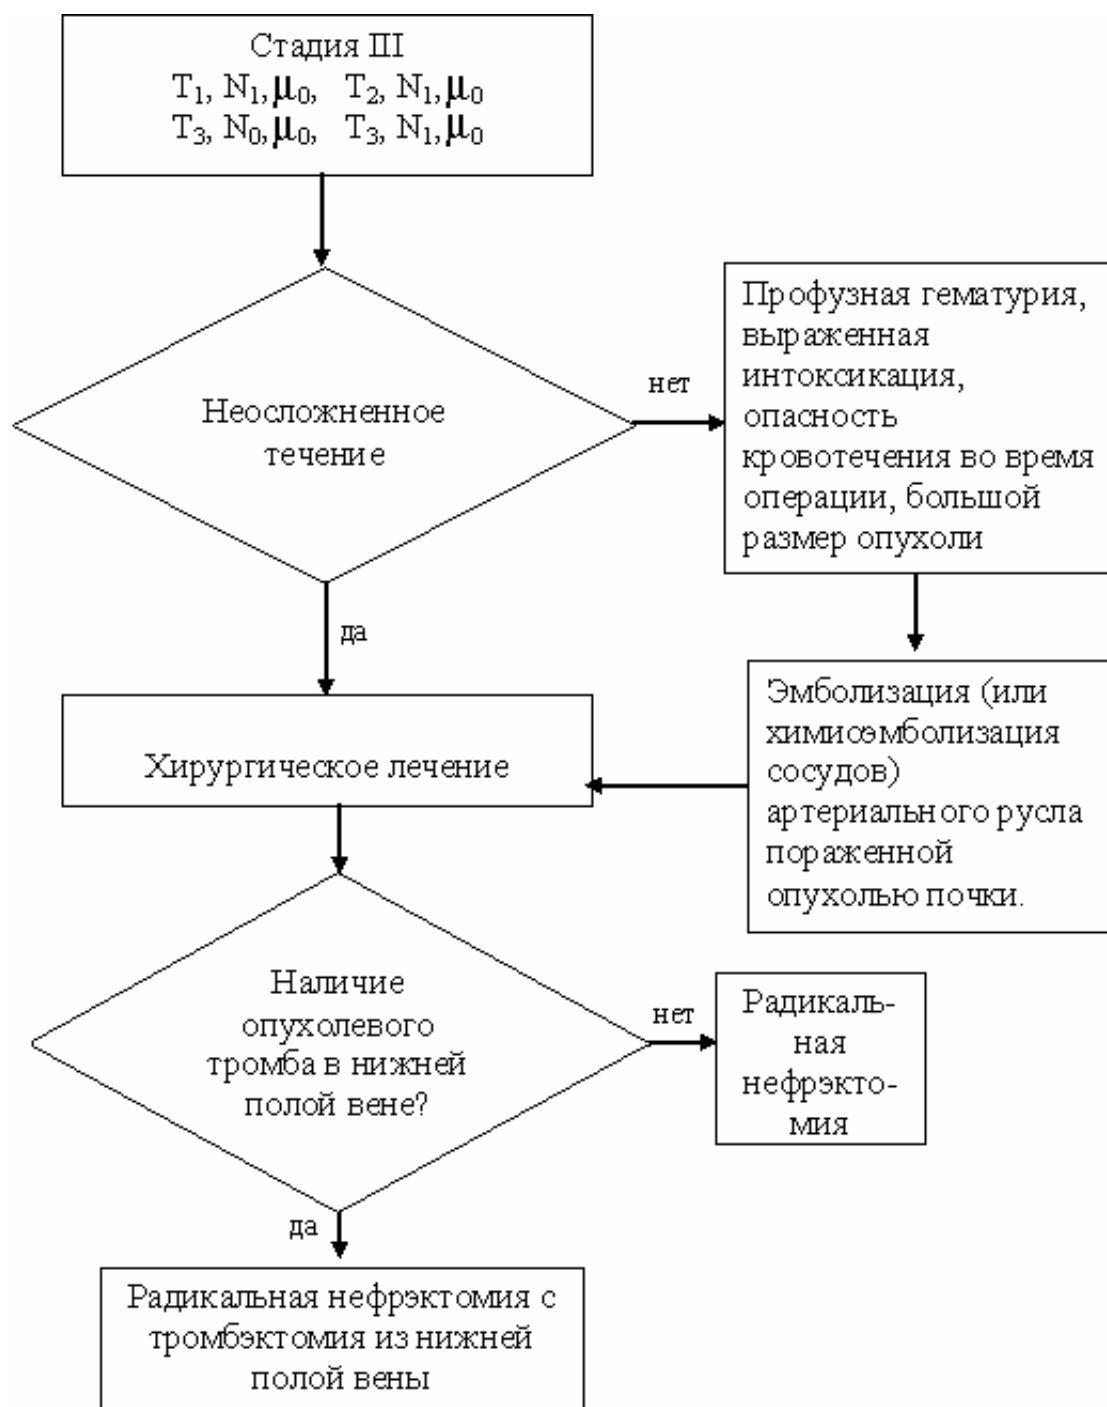 Стадия III
T₁, N₁, μ₀, T₂, N₁, μ₀
T₃, N₀, μ₀, T₃, N₁, μ₀
Неосложненное
течение
нет
Профузная гематурия,
выраженная
интоксикация,
опасность
кровотечения во время
операции, большой
размер опухоли
да
Хирургическое лечение
Эмболизация (или
химиоэмболизация
сосудов)
артериального русла
пораженной
опухолью почки.
Наличие
опухолевого
тромба в нижней
полой вене?
нет
Радикаль-
ная
нефрэкто-
мия
да
Радикальная нефрэктомия с
тромбэктомия из нижней
полой вены